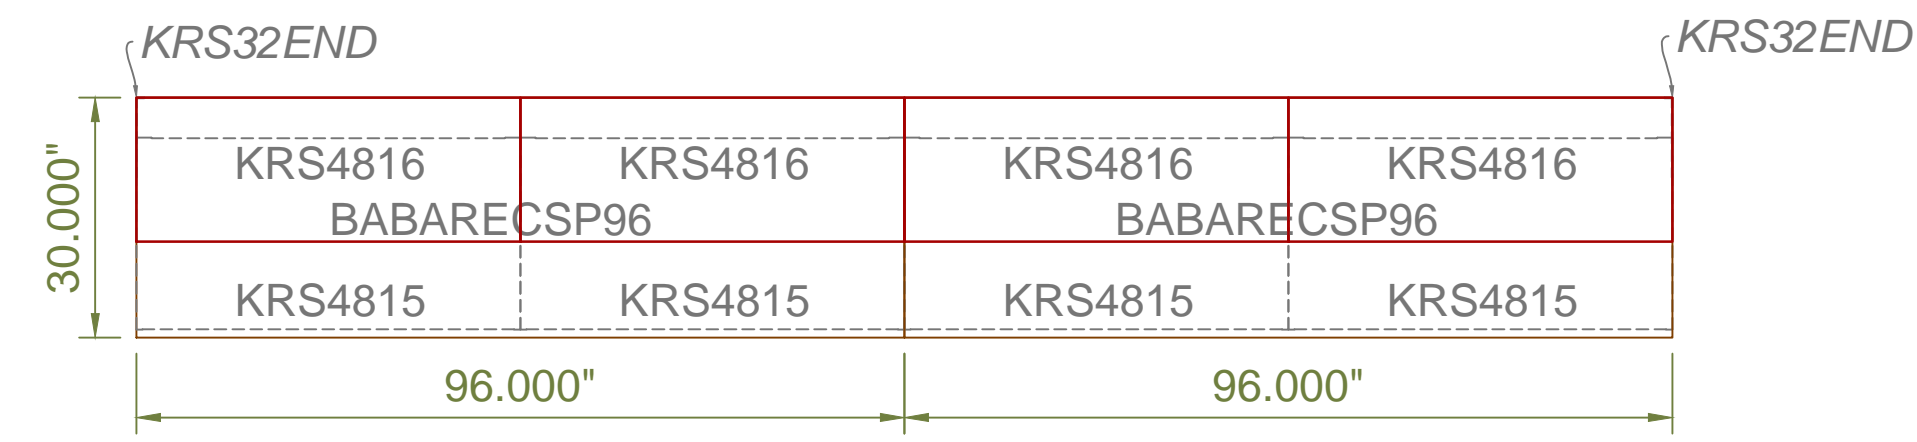 KRS32END KRS32END
30.000"
KRS4816 KRS4816 KRS4816 KRS4816
BABARECSP96 BABARECSP96
KRS4815 KRS4815 KRS4815 KRS4815
96.000" 96.000"